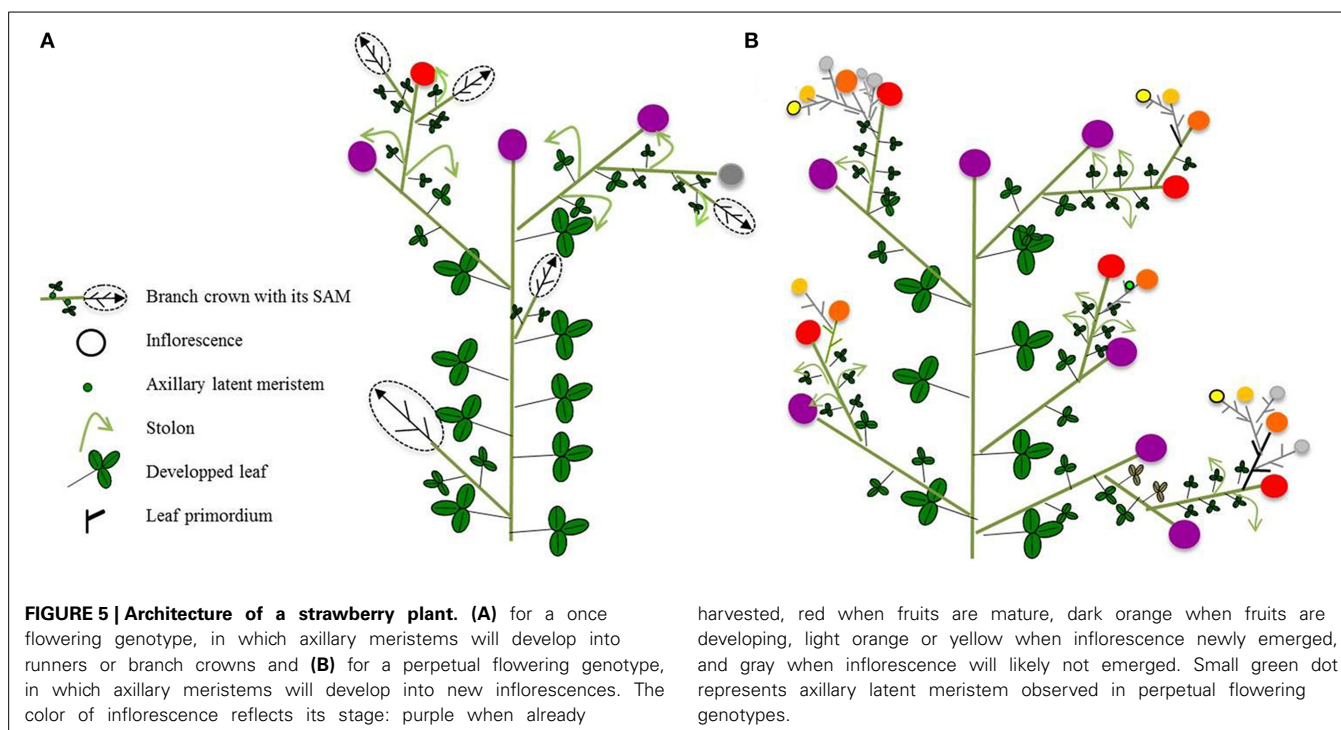 A
B
Branch crown with its SAM
Inflorescence
Axillary latent meristem
Stolon
Developped leaf
Leaf primordium
FIGURE 5 | Architecture of a strawberry plant. (A) for a once
flowering genotype, in which axillary meristems will develop into
runners or branch crowns and (B) for a perpetual flowering genotype,
in which axillary meristems will develop into new inflorescences. The
color of inflorescence reflects its stage: purple when already
harvested, red when fruits are mature, dark orange when fruits are
developing, light orange or yellow when inflorescence newly emerged,
and gray when inflorescence will likely not emerged. Small green dot
represents axillary latent meristem observed in perpetual flowering
genotypes.